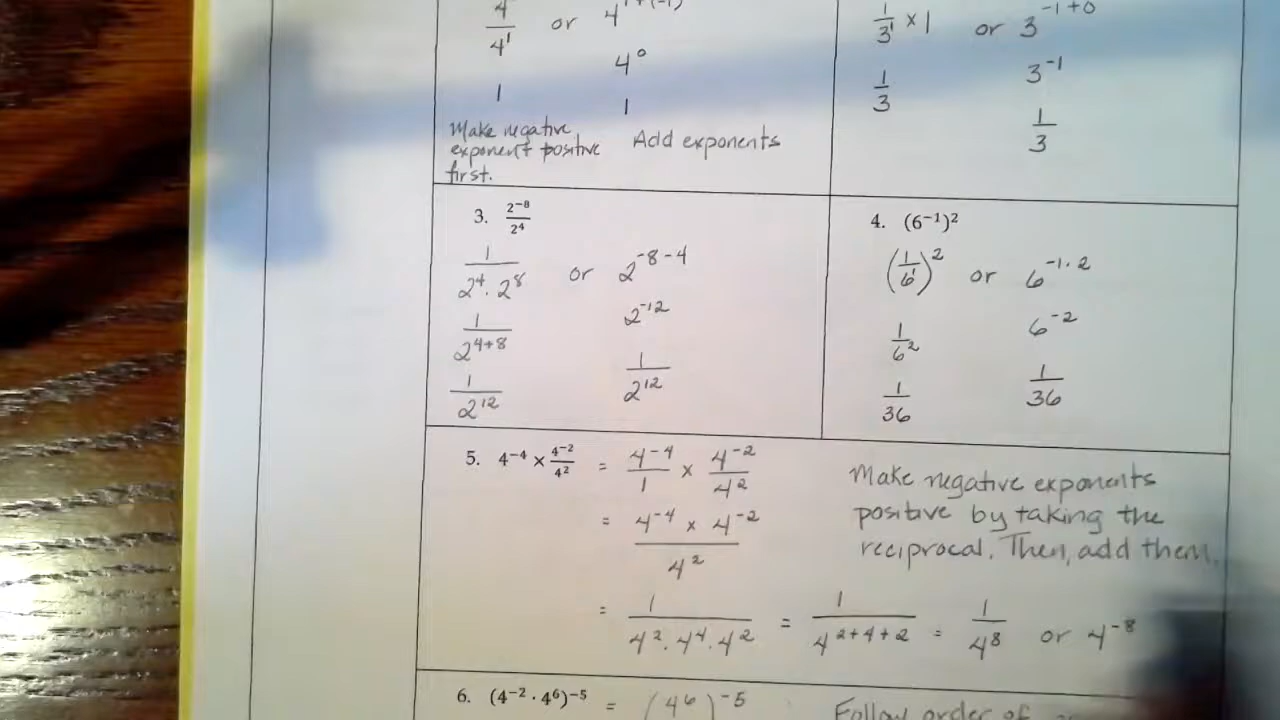 4/4¹ or 4^(1+(-1))
4⁰
1 1
Make negative exponent positive first.
Add exponents
1/3¹ × 1 or 3^(-1+0)
1/3 3⁻¹
1/3
3. 2⁻⁸/2⁴
1/(2⁴ · 2⁸) or 2^(-8-4)
1/2^(4+8) 2⁻¹²
1/2¹² 1/2¹²
4. (6⁻¹)²
(1/6¹)² or 6^(-1·2)
1/6² 6⁻²
1/36 1/36
5. 4⁻⁴ × 4⁻²/4² = 4⁻⁴/1 × 4⁻²/4²
= (4⁻⁴ × 4⁻²)/4²
= 1/(4² · 4⁴ · 4²) = 1/4^(2+4+2) = 1/4⁸ or 4⁻⁸
Make negative exponents
positive by taking the
reciprocal. Then, add them.
6. (4⁻² · 4⁶)⁻⁵ = (4⁶ )⁻⁵
Follow order of